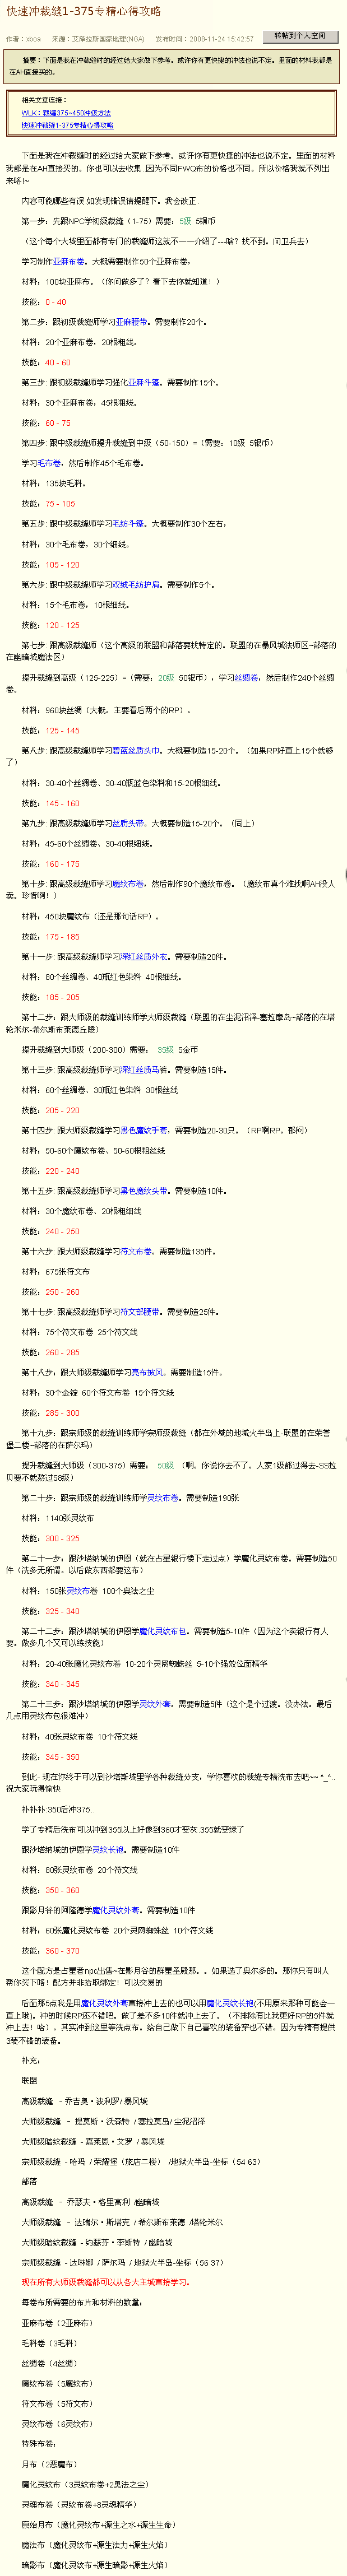 快速冲裁缝1-375专精心得攻略
作者：xboa 来源：艾泽拉斯国家地理(NGA) 发布时间：2008-11-24 15:42:57 转帖到个人空间
摘要：下面是我在冲裁缝时的经过给大家做下参考。或许你有更快捷的冲法也说不定。里面的材料我都是
在AH直接买的。
相关文章连接：
WLK：裁缝375~450冲级方法
快速冲裁缝1-375专精心得攻略
下面是我在冲裁缝时的经过给大家做下参考。或许你有更快捷的冲法也说不定。里面的材料
我都是在AH直接买的。你也可以去收集 .因为不同FWQ布的价格也不同。所以价格我就不列出
来咯!~
内容可能哪些有误.如发现错误请提醒下。我会改正..
第一步：先跟NPC学初级裁缝（1-75）需要：5级 5铜币
（这个每个大城里面都有专门的裁缝师这就不一一介绍了---啥？找不到。问卫兵去）
学习制作亚麻布卷。大概需要制作50个亚麻布卷，
材料：100块亚麻布。（你问做多了？看下去你就知道！）
技能：0 - 40
第二步：跟初级裁缝师学习亚麻腰带。需要制作20个。
材料：20个亚麻布卷，20根粗线。
技能：40 - 60
第三步：跟初级裁缝师学习强化亚麻斗篷。需要制作15个。
材料：30个亚麻布卷，45根粗线。
技能：60 - 75
第四步: 跟中级裁缝师提升裁缝到中级（50-150）=（需要：10级 5银币）
学习毛布卷，然后制作45个毛布卷。
材料：135块毛料。
技能：75 - 105
第五步：跟中级裁缝师学习毛纺斗篷。大概要制作30个左右，
材料：30个毛布卷，30个细线。
技能：105 - 120
第六步：跟中级裁缝师学习双绒毛纺护肩。需要制作5个。
材料：15个毛布卷，10根细线。
技能：120 - 125
第七步：跟高级裁缝师（这个高级的联盟和部落要找特定的。联盟的在暴风城法师区~部落的
在幽暗城魔法区）
提升裁缝到高级（125-225）=（需要：20级 50银币），学习丝绸卷，然后制作240个丝绸
卷。
材料：960块丝绸（大概。主要看后两个的RP）。
技能：125 - 145
第八步：跟高级裁缝师学习碧蓝丝质头巾。大概要制造15-20个。（如果RP好直上15个就够
了）
材料：30-40个丝绸卷、30-40瓶蓝色染料和15-20根细线。
技能：145 - 160
第九步：跟高级裁缝师学习丝质头带。大概要制造15-20个。（同上）
材料：45-60个丝绸卷、30-40根细线。
技能：160 - 175
第十步：跟高级裁缝师学习魔纹布卷，然后制作90个魔纹布卷。（魔纹布真个难找啊AH没人
卖。珍惜啊！）
材料：450块魔纹布（还是那句话RP）。
技能：175 - 185
第十一步：跟高级裁缝师学习深红丝质外衣。需要制造20件。
材料：80个丝绸卷、40瓶红色染料 40根细线。
技能：185 - 205
第十二步：跟大师级的裁缝训练师学大师级裁缝（联盟的在尘泥沼泽-塞拉摩岛-部落的在塔
伦米尔-希尔斯布莱德丘陵）
提升裁缝到大师级（200-300）需要： 35级 5金币
第十三步：跟高级裁缝师学习深红丝质马裤。需要制造15件。
材料：60个丝绸卷、30瓶红色染料 30根丝线
技能：205 - 220
第十四步: 跟大师级裁缝学习黑色魔纹手套，需要制造20-30只。（RP啊RP。郁闷）
材料：50-60个魔纹布卷、50-60根粗丝线
技能：220 - 240
第十五步：跟高级裁缝师学习黑色魔纹头带。需要制造10件。
材料：30个魔纹布卷、20根粗细线
技能：240 - 250
第十六步：跟大师级裁缝学习符文布卷。需要制造135件。
材料：675张符文布
技能：250 - 260
第十七步：跟高级裁缝师学习符文部腰带。需要制造25件。
材料：75个符文布卷 25个符文线
技能：260 - 285
第十八步：跟大师级裁缝师学习亮布披风。需要制造15件。
材料：30个金锭 60个符文布卷 15个符文线
技能：285 - 300
第十九步：跟宗师级的裁缝训练师学宗师级裁缝（都在外域的地域火半岛上-联盟的在荣誉
堡二楼-部落的在萨尔玛）
提升裁缝到大师级（300-375）需要： 50级 （啊。你说你去不了。人家1级都过得去-SS拉
贝要不就熬过58级）
第二十步：跟宗师级的裁缝训练师学灵纹布卷。需要制造190张
材料：1140张灵纹布
技能：300 - 325
第二十一步：跟沙塔纳城的伊恩（就在占星银行楼下走过点）学魔化灵纹布卷。需要制造50
件（洗多无所谓。以后做东西都要这布）
材料：150张灵纹布卷 100个奥法之尘
技能：325 - 340
第二十二步：跟沙塔纳城的伊恩学魔化灵纹布包。需要制造5-10件（因为这个卖银行有人
要。做多几个又可以练技能）
材料：20-40张魔化灵纹布卷 10-20个灵网蜘蛛丝 5-10个强效位面精华
技能：340 - 345
第二十三步：跟沙塔纳城的伊恩学灵纹外套。需要制造5件（这个是个过渡。没办法。最后
几点用灵纹布包很难冲）
材料：40张灵纹布卷 10个符文线
技能：345 - 350
到此- 现在你终于可以到沙塔斯城里学各种裁缝分支，学你喜欢的裁缝专精洗布去吧~~ ^_^..
祝大家玩得愉快
补补补:350后冲375..
学了专精后洗布可以冲到355以上好像到360才变灰.355就变绿了
跟沙塔纳城的伊恩学灵纹长袍。需要制造10件
材料：80张灵纹布卷 20个符文线
技能：350 - 360
跟影月谷的阿隆德学魔化灵纹外套。需要制造10件
材料：60张魔化灵纹布卷 20个灵网蜘蛛丝 10个符文线
技能：360 - 370
这个配方是占星者npc出售~在影月谷的群星圣殿那。。如果选了奥尔多的。那你只有叫人
帮你买下咯！配方并非拾取绑定！可以交易的
后面那5点我是用魔化灵纹外套直接冲上去的也可以用魔化灵纹长袍(不用原来那种可能会一
直上哦)。冲的时候RP还不错吧。做了差不多10件就冲上去了。（不排除有比我更好RP的5件就
冲上去！哈）。其实冲到这里等洗点布。给自己做下自己喜欢的装备穿也不错。因为专精有提供
3装不错的装备。
补充：
联盟
高级裁缝 - 乔吉奥·波利罗/ 暴风城
大师级裁缝 - 提莫斯·沃森特 / 塞拉莫岛/ 尘泥沼泽
大师级暗纹裁缝 - 嘉莱恩·艾罗 / 暴风城
宗师级裁缝 - 哈玛 / 荣耀堡（旅店二楼） /地狱火半岛-坐标（54 63）
部落
高级裁缝 - 乔瑟夫·格里高利 /幽暗城
大师级裁缝 - 达瑞尔·斯塔克 / 希尔斯布莱德 /塔轮米尔
大师级暗纹裁缝 - 约瑟芬·李斯特 / 幽暗城
宗师级裁缝 - 达琳娜 / 萨尔玛 / 地狱火半岛-坐标（56 37）
现在所有大师级裁缝都可以从各大主城直接学习。
每卷布所需要的布片和材料的数量：
亚麻布卷（2亚麻布）
毛料卷（3毛料）
丝绸卷（4丝绸）
魔纹布卷（5魔纹布）
符文布卷（5符文布）
灵纹布卷（6灵纹布）
特殊布卷：
月布（2恶魔布）
魔化灵纹布（3灵纹布卷+2奥法之尘）
灵魂布卷（灵纹布卷+8灵魂精华）
原始月布（魔化灵纹布+源生之水+源生生命）
魔法布（魔化灵纹布+源生法力+源生火焰）
暗影布（魔化灵纹布+源生暗影+源生火焰）